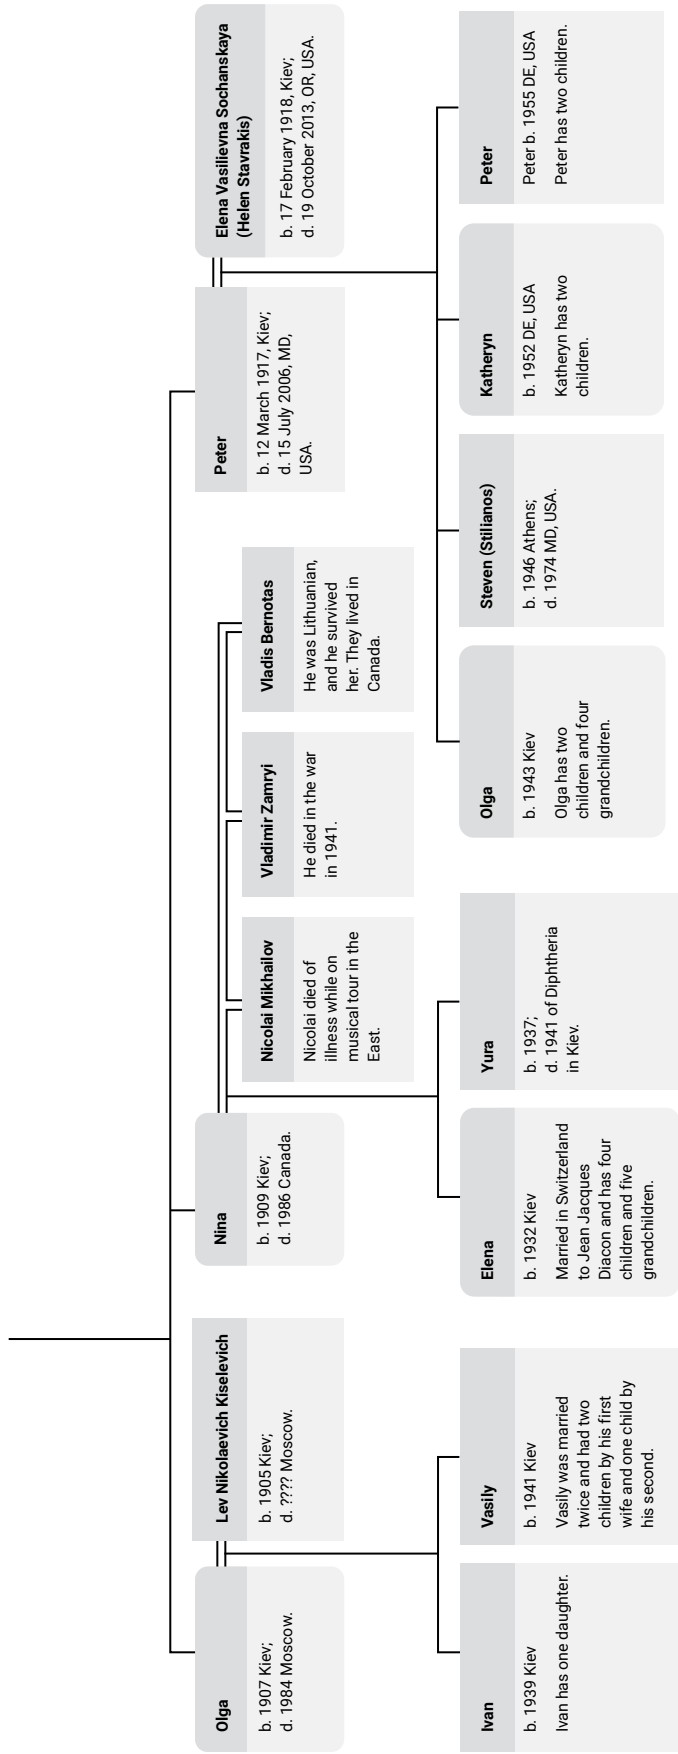 Olga
b. 1907 Kiev;
d. 1984 Moscow.
Lev Nikolaevich Kiselevich
b. 1905 Kiev;
d. ???? Moscow.
Nina
b. 1909 Kiev;
d. 1986 Canada.
Nicolai Mikhailov
Nicolai died of
illness while on
musical tour in the
East.
Vladimir Zamryi
He died in the war
in 1941.
Vladis Bernotas
He was Lithuanian,
and he survived
her. They lived in
Canada.
Peter
b. 12 March 1917, Kiev;
d. 15 July 2006, MD,
USA.
Elena Vasilievna Sochanskaya
(Helen Stavrakis)
b. 17 February 1918, Kiev;
d. 19 October 2013, OR, USA.
Ivan
b. 1939 Kiev
Ivan has one daughter.
Vasily
b. 1941 Kiev
Vasily was married
twice and had two
children by his first
wife and one child by
his second.
Elena
b. 1932 Kiev
Married in Switzerland
to Jean Jacques
Diacon and has four
children and five
grandchildren.
Yura
b. 1937;
d. 1941 of Diphtheria
in Kiev.
Olga
b. 1943 Kiev
Olga has two
children and four
grandchildren.
Steven (Stilianos)
b. 1946 Athens;
d. 1974 MD, USA.
Katheryn
b. 1952 DE, USA
Katheryn has two
children.
Peter
Peter b. 1955 DE, USA
Peter has two children.